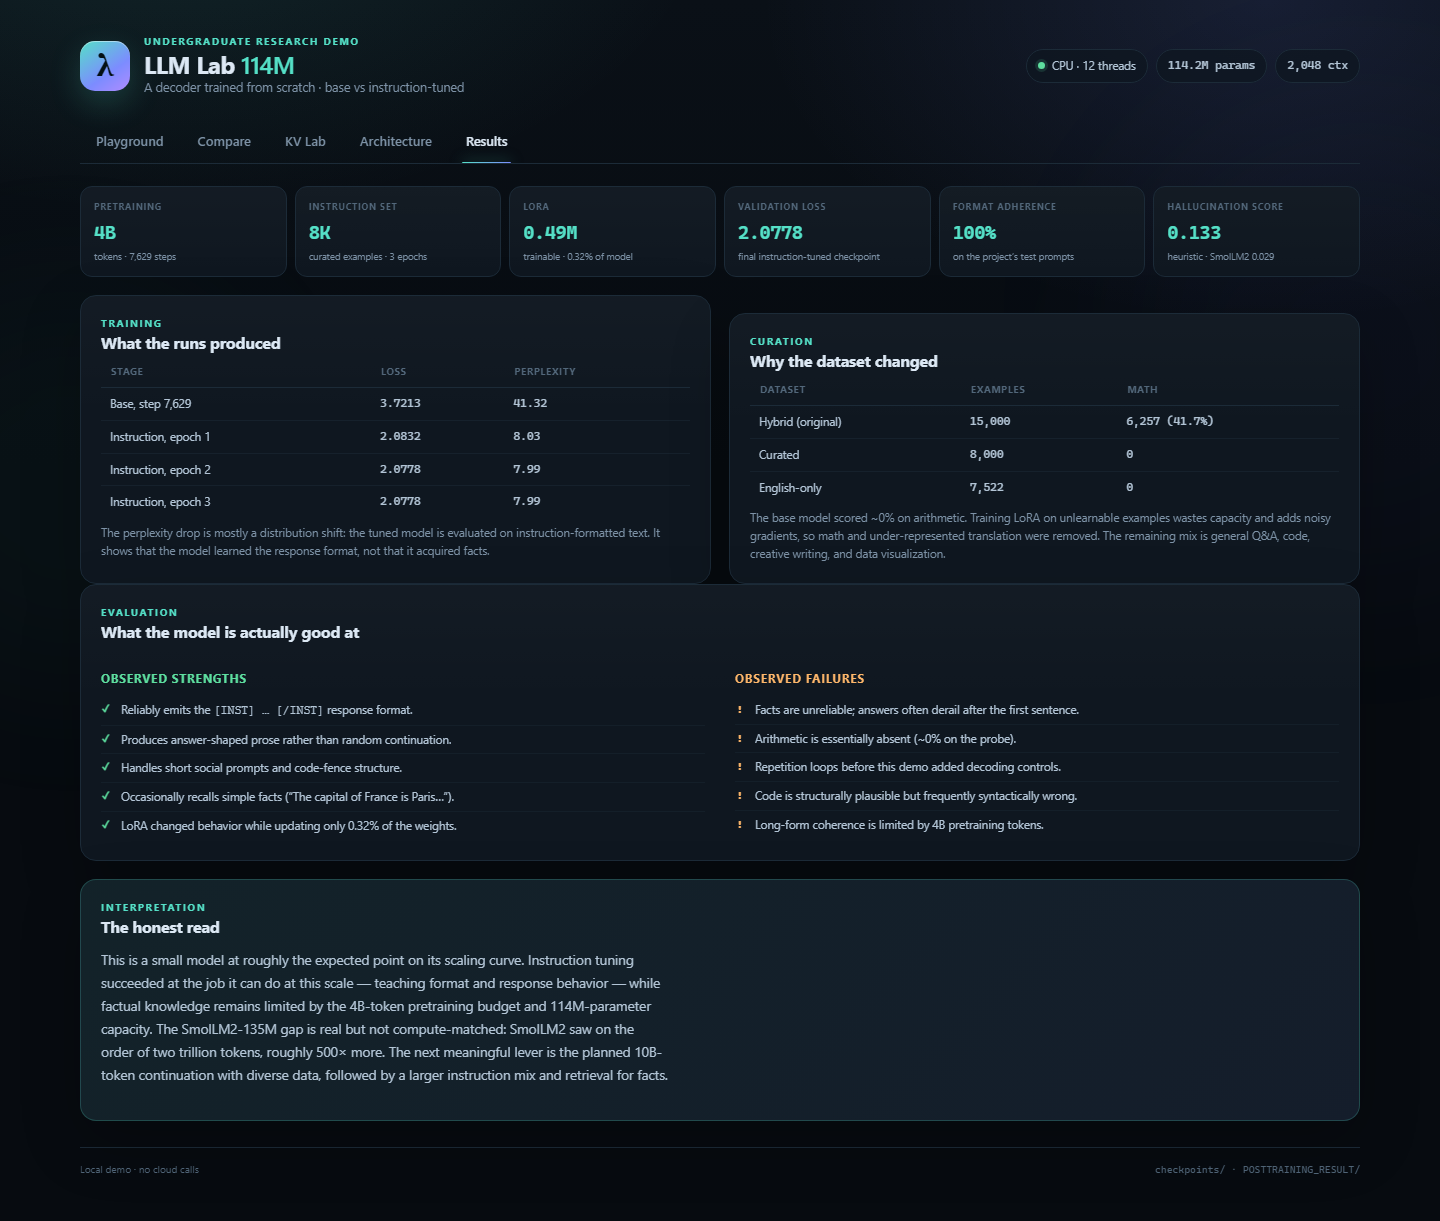 λ
UNDERGRADUATE RESEARCH DEMO
LLM Lab 114M
A decoder trained from scratch · base vs instruction-tuned
CPU · 12 threads
114.2M params
2,048 ctx
Playground
Compare
KV Lab
Architecture
Results
PRETRAINING
4B
tokens · 7,629 steps
INSTRUCTION SET
8K
curated examples · 3 epochs
LORA
0.49M
trainable · 0.32% of model
VALIDATION LOSS
2.0778
final instruction-tuned checkpoint
FORMAT ADHERENCE
100%
on the project's test prompts
HALLUCINATION SCORE
0.133
heuristic · SmolLM2 0.029
TRAINING
What the runs produced
STAGE LOSS PERPLEXITY
Base, step 7,629 3.7213 41.32
Instruction, epoch 1 2.0832 8.03
Instruction, epoch 2 2.0778 7.99
Instruction, epoch 3 2.0778 7.99
The perplexity drop is mostly a distribution shift: the tuned model is evaluated on instruction-formatted text. It
shows that the model learned the response format, not that it acquired facts.
CURATION
Why the dataset changed
DATASET EXAMPLES MATH
Hybrid (original) 15,000 6,257 (41.7%)
Curated 8,000 0
English-only 7,522 0
The base model scored ~0% on arithmetic. Training LoRA on unlearnable examples wastes capacity and adds noisy
gradients, so math and under-represented translation were removed. The remaining mix is general Q&A, code,
creative writing, and data visualization.
EVALUATION
What the model is actually good at
OBSERVED STRENGTHS
✓ Reliably emits the [INST] … [/INST] response format.
✓ Produces answer-shaped prose rather than random continuation.
✓ Handles short social prompts and code-fence structure.
✓ Occasionally recalls simple facts ("The capital of France is Paris…").
✓ LoRA changed behavior while updating only 0.32% of the weights.
OBSERVED FAILURES
! Facts are unreliable; answers often derail after the first sentence.
! Arithmetic is essentially absent (~0% on the probe).
! Repetition loops before this demo added decoding controls.
! Code is structurally plausible but frequently syntactically wrong.
! Long-form coherence is limited by 4B pretraining tokens.
INTERPRETATION
The honest read
This is a small model at roughly the expected point on its scaling curve. Instruction tuning
succeeded at the job it can do at this scale — teaching format and response behavior — while
factual knowledge remains limited by the 4B-token pretraining budget and 114M-parameter
capacity. The SmolLM2-135M gap is real but not compute-matched: SmolLM2 saw on the
order of two trillion tokens, roughly 500× more. The next meaningful lever is the planned 10B-
token continuation with diverse data, followed by a larger instruction mix and retrieval for facts.
Local demo · no cloud calls
checkpoints/ · POSTTRAINING_RESULT/